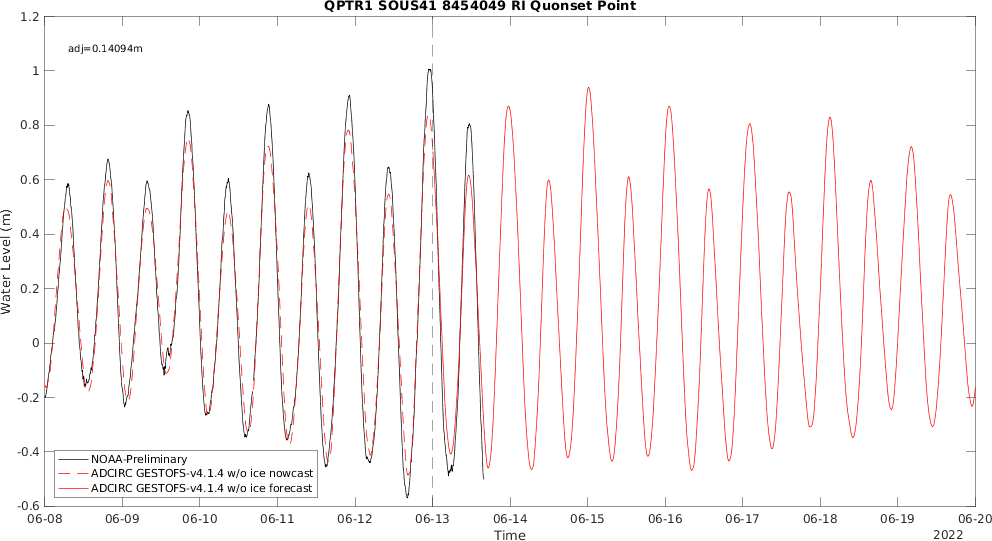 QPTR1 SOUS41 8454049 RI Quonset Point
adj=0.14094m
1.2
1
0.8
0.6
0.4
0.2
0
-0.2
-0.4
-0.6
Water Level (m)
NOAA-Preliminary
ADCIRC GESTOFS-v4.1.4 w/o ice nowcast
ADCIRC GESTOFS-v4.1.4 w/o ice forecast
06-08 06-09 06-10 06-11 06-12 06-13 06-14 06-15 06-16 06-17 06-18 06-19 06-20
Time
2022